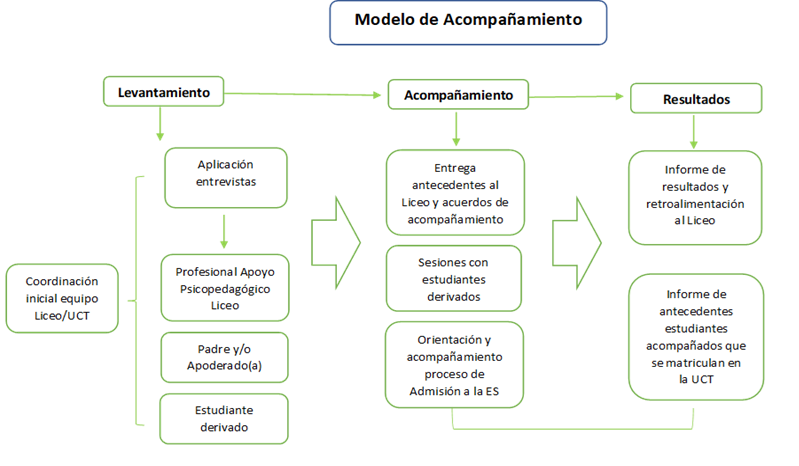 Modelo de Acompañamiento
Levantamiento
Acompañamiento
Resultados
Coordinación
inicial equipo
Liceo/UCT
Aplicación
entrevistas
Profesional Apoyo
Psicopedagógico
Liceo
Padre y/o
Apoderado(a)
Estudiante
derivado
Entrega
antecedentes al
Liceo y acuerdos de
acompañamiento
Sesiones con
estudiantes
derivados
Orientación y
acompañamiento
proceso de
Admisión a la ES
Informe de
resultados y
retroalimentación
al Liceo
Informe de
antecedentes
estudiantes
acompañados que
se matriculan en
la UCT